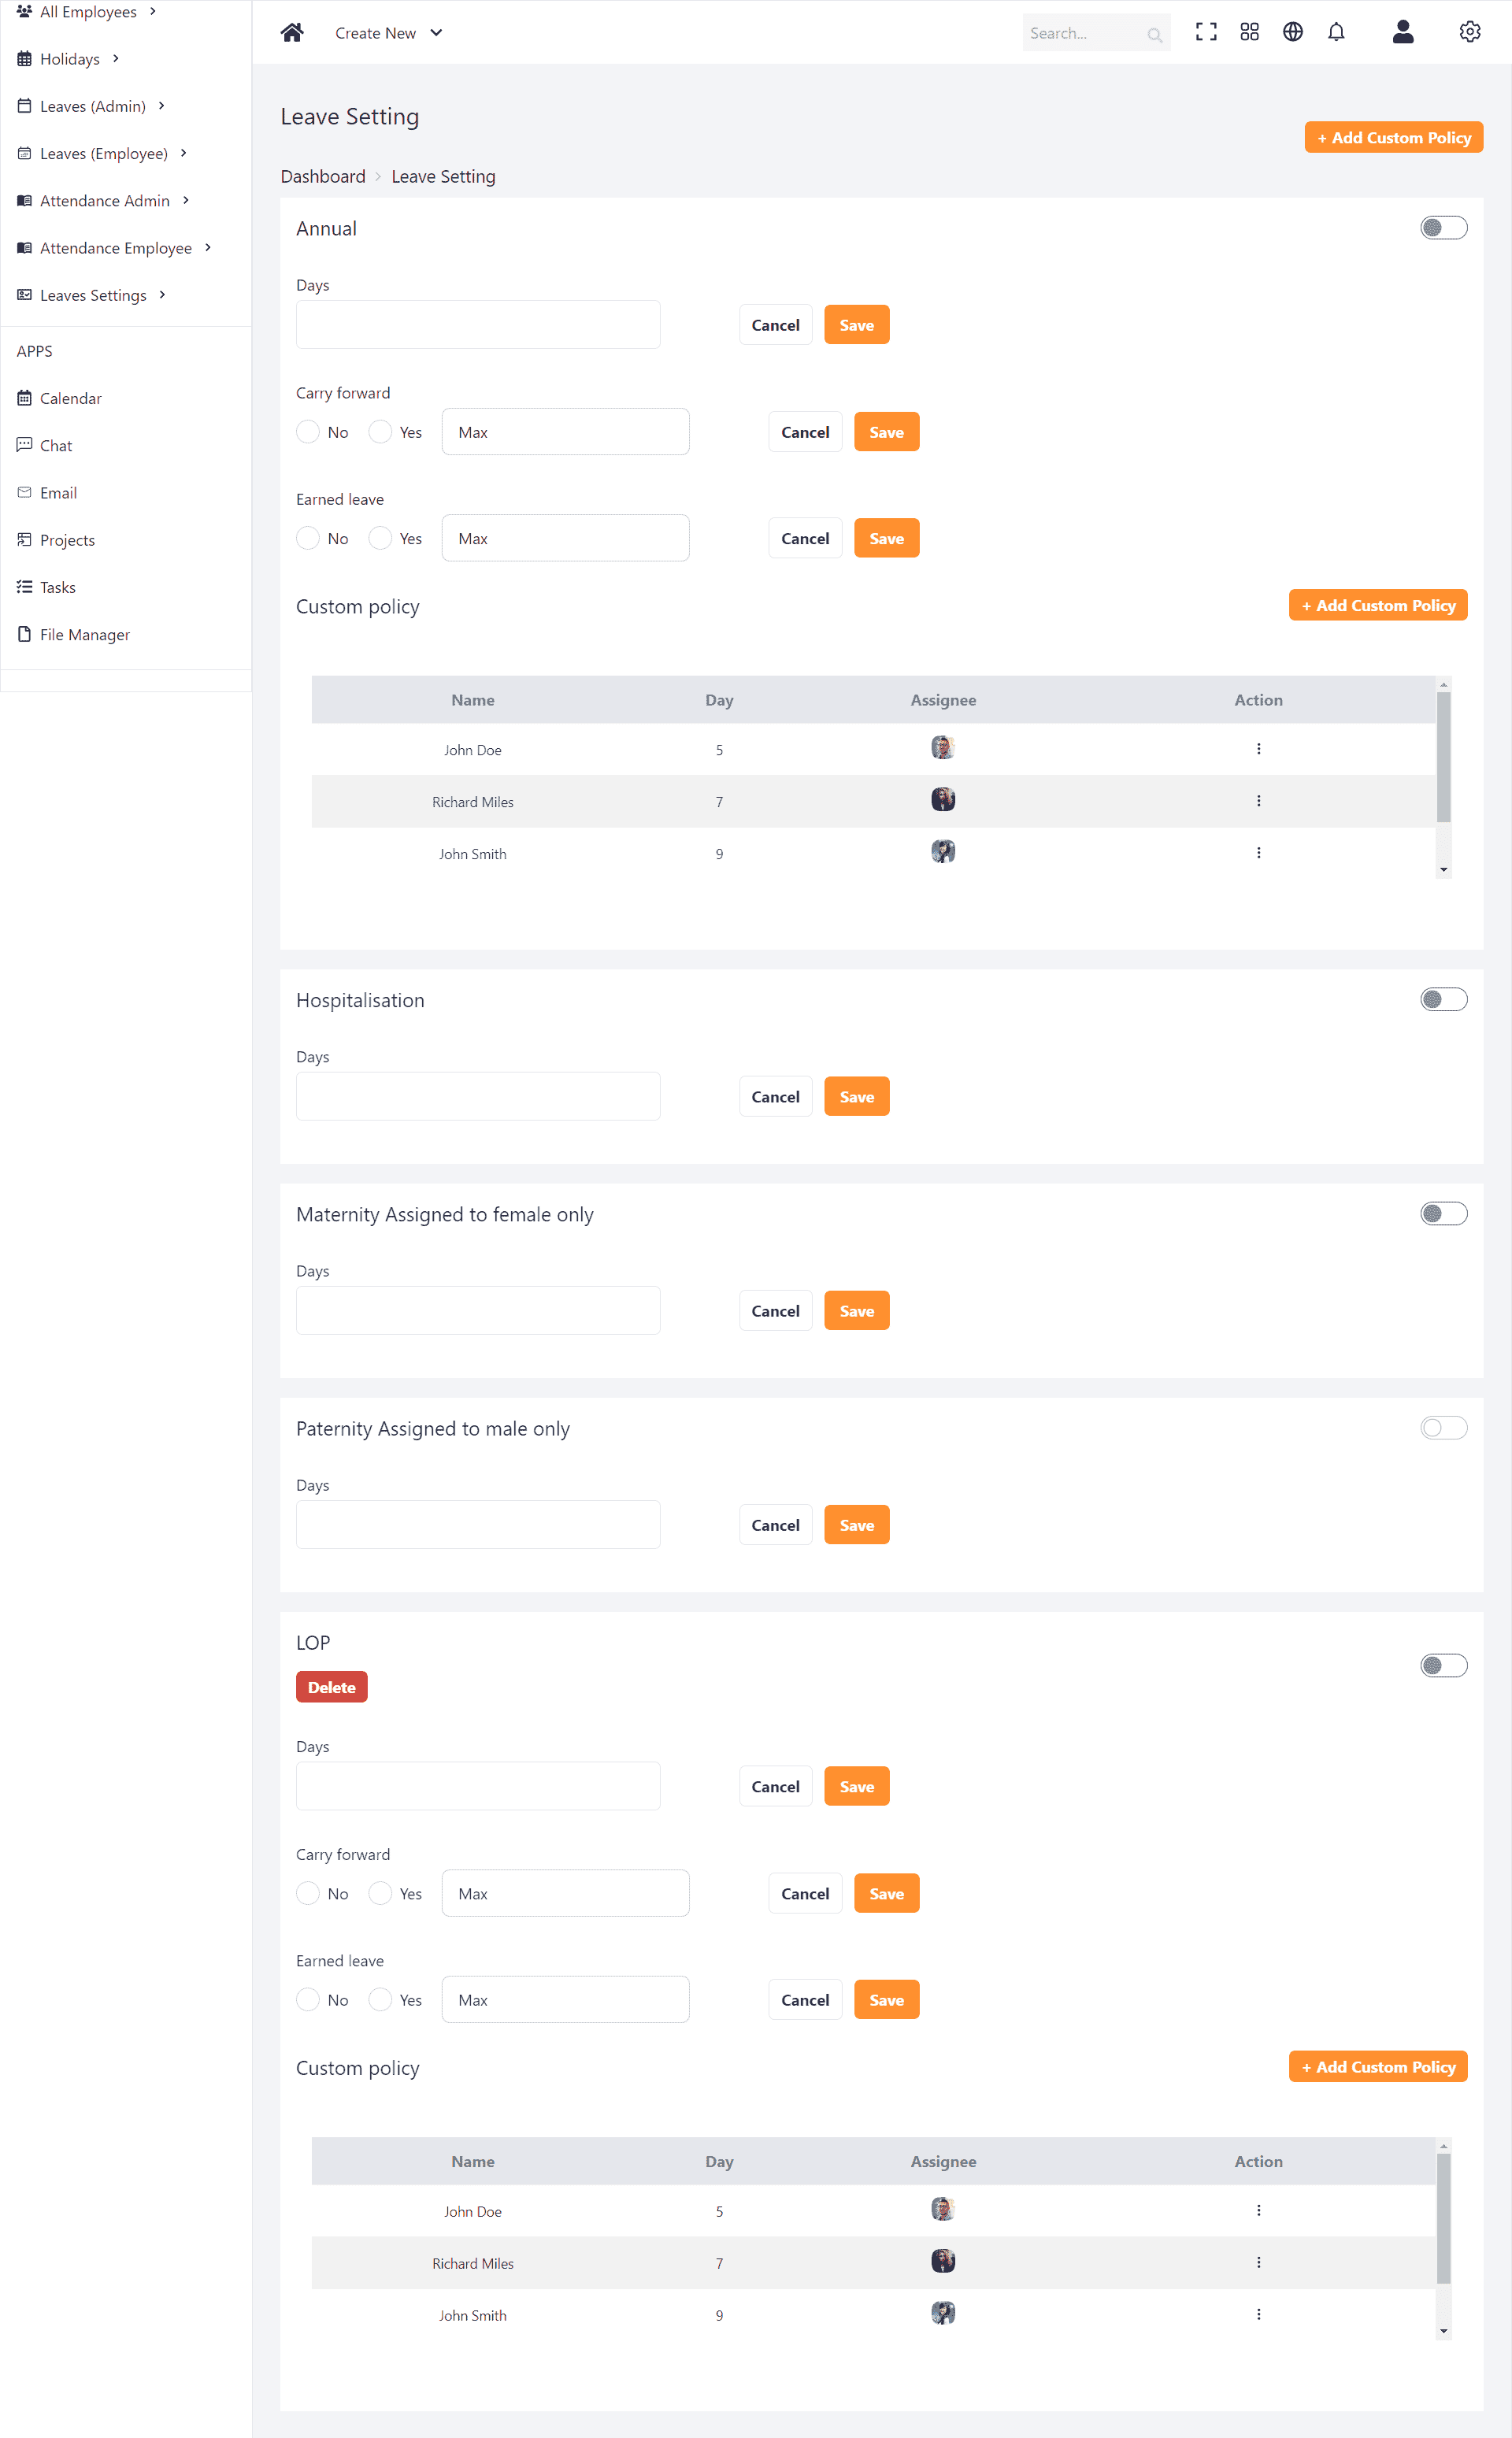 All Employees
Holidays
Leaves (Admin)
Leaves (Employee)
Attendance Admin
Attendance Employee
Leaves Settings
APPS
Calendar
Chat
Email
Projects
Tasks
File Manager
Create New
Search...
Leave Setting
+ Add Custom Policy
Dashboard > Leave Setting
Annual
Days
Cancel Save
Carry forward
No Yes Max Cancel Save
Earned leave
No Yes Max Cancel Save
Custom policy + Add Custom Policy
Name Day Assignee Action
John Doe 5
Richard Miles 7
John Smith 9
Hospitalisation
Days
Cancel Save
Maternity Assigned to female only
Days
Cancel Save
Paternity Assigned to male only
Days
Cancel Save
LOP
Delete
Days
Cancel Save
Carry forward
No Yes Max Cancel Save
Earned leave
No Yes Max Cancel Save
Custom policy + Add Custom Policy
Name Day Assignee Action
John Doe 5
Richard Miles 7
John Smith 9